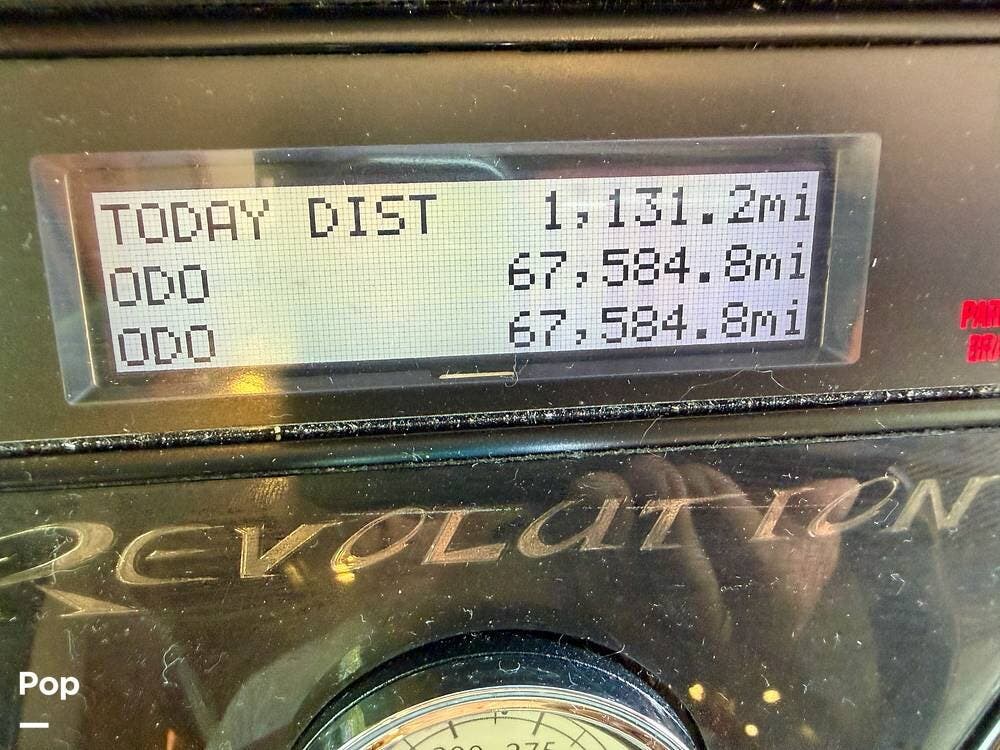 TODAY DIST 1,131.2mi
ODO 67,584.8mi
ODO 67,584.8mi
REVOLUTION
Pop